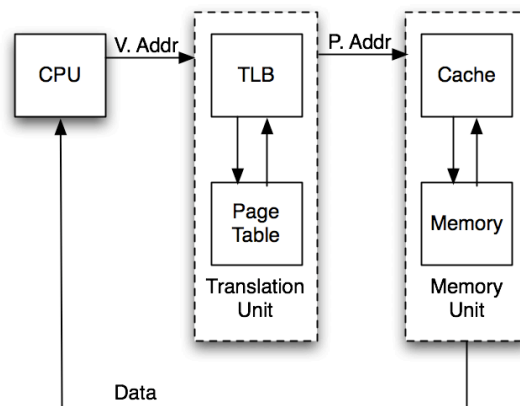 V. Addr
P. Addr
CPU
TLB
Cache
Page
Table
Memory
Translation
Unit
Memory
Unit
Data